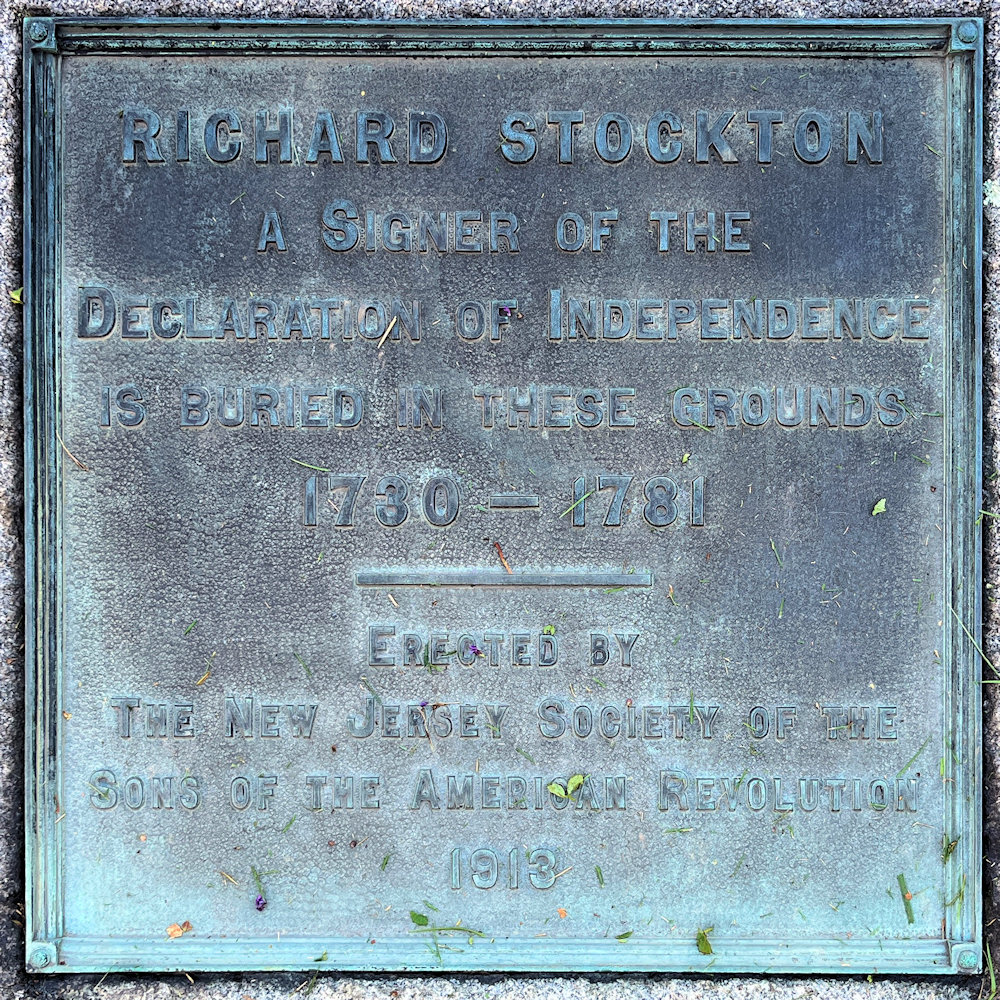 RICHARD STOCKTON
A SIGNER OF THE
DECLARATION OF INDEPENDENCE
IS BURIED IN THESE GROUNDS
1730 — 1781
ERECTED BY
THE NEW JERSEY SOCIETY OF THE
SONS OF THE AMERICAN REVOLUTION
1913